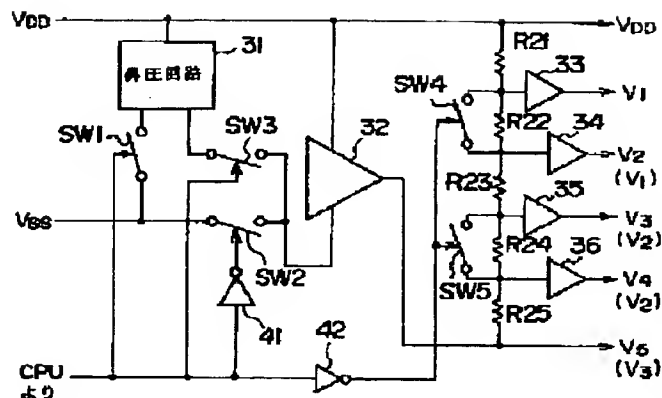 VDD
31
R21
VDD
昇圧回路
33
SW4
V1
SW1
SW3
32
R22
34
V2
(V1)
R23
35
VSS
V3
(V2)
SW2
R24
36
SW5
V4
(V2)
41
R25
42
V5
(V3)
CPU
より